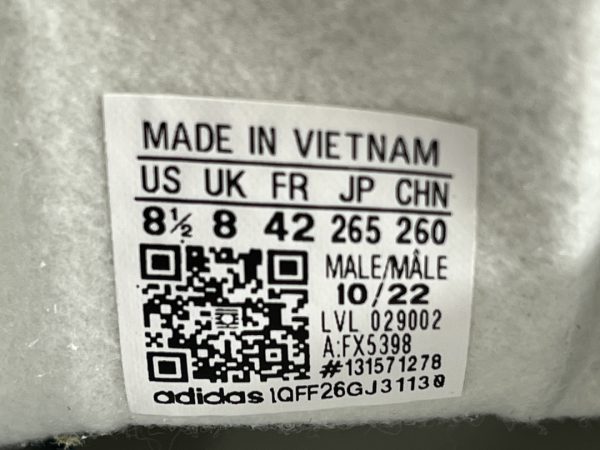 MADE IN VIETNAM
US UK FR JP CHN
8½ 8 42 265 260
MALE/MÂLE
10/22
LVL 029002
A:FX5398
#131571278
adidas 1QFF26GJ31130